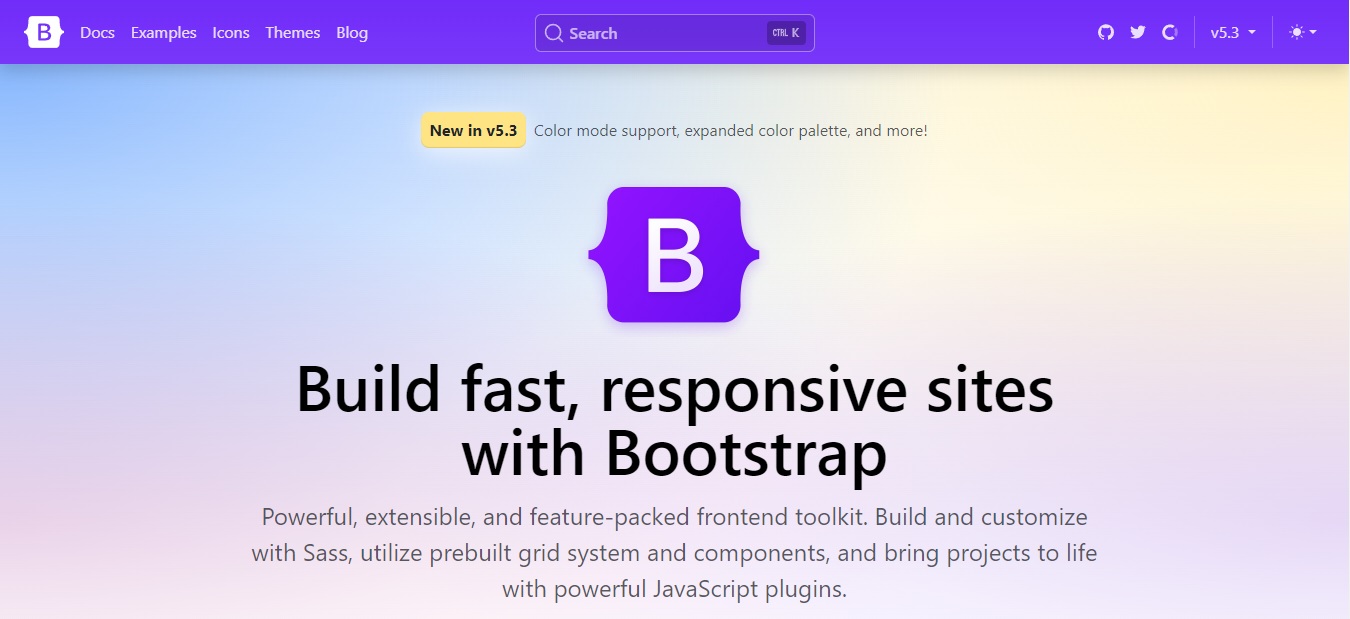 B Docs Examples Icons Themes Blog Search CTRL K v5.3
New in v5.3 Color mode support, expanded color palette, and more!
B
Build fast, responsive sites
with Bootstrap
Powerful, extensible, and feature-packed frontend toolkit. Build and customize
with Sass, utilize prebuilt grid system and components, and bring projects to life
with powerful JavaScript plugins.